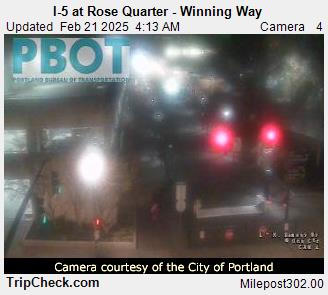 I-5 at Rose Quarter - Winning Way
Updated Feb 21 2025 4:13 AM Camera 4
PBOT
PORTLAND BUREAU OF TRANSPORTATION
Camera courtesy of the City of Portland
TripCheck.com Milepost302.00